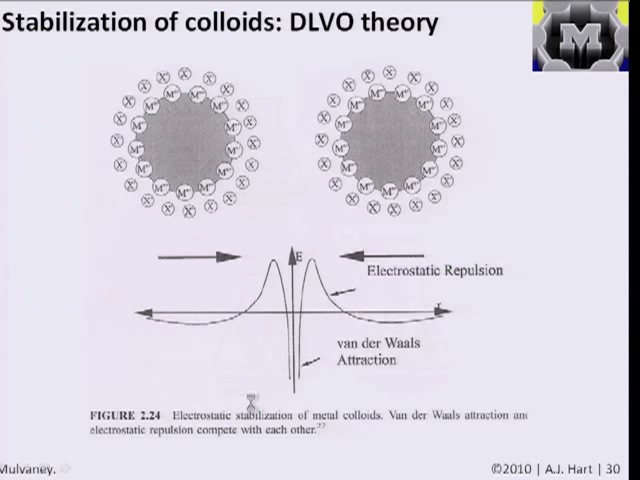 Stabilization of colloids: DLVO theory
M
E
Electrostatic Repulsion
r
van der Waals
Attraction
FIGURE 2.24 Electrostatic stabilization of metal colloids. Van der Waals attraction and
electrostatic repulsion compete with each other.27
Mulvaney.
©2010 | A.J. Hart | 30